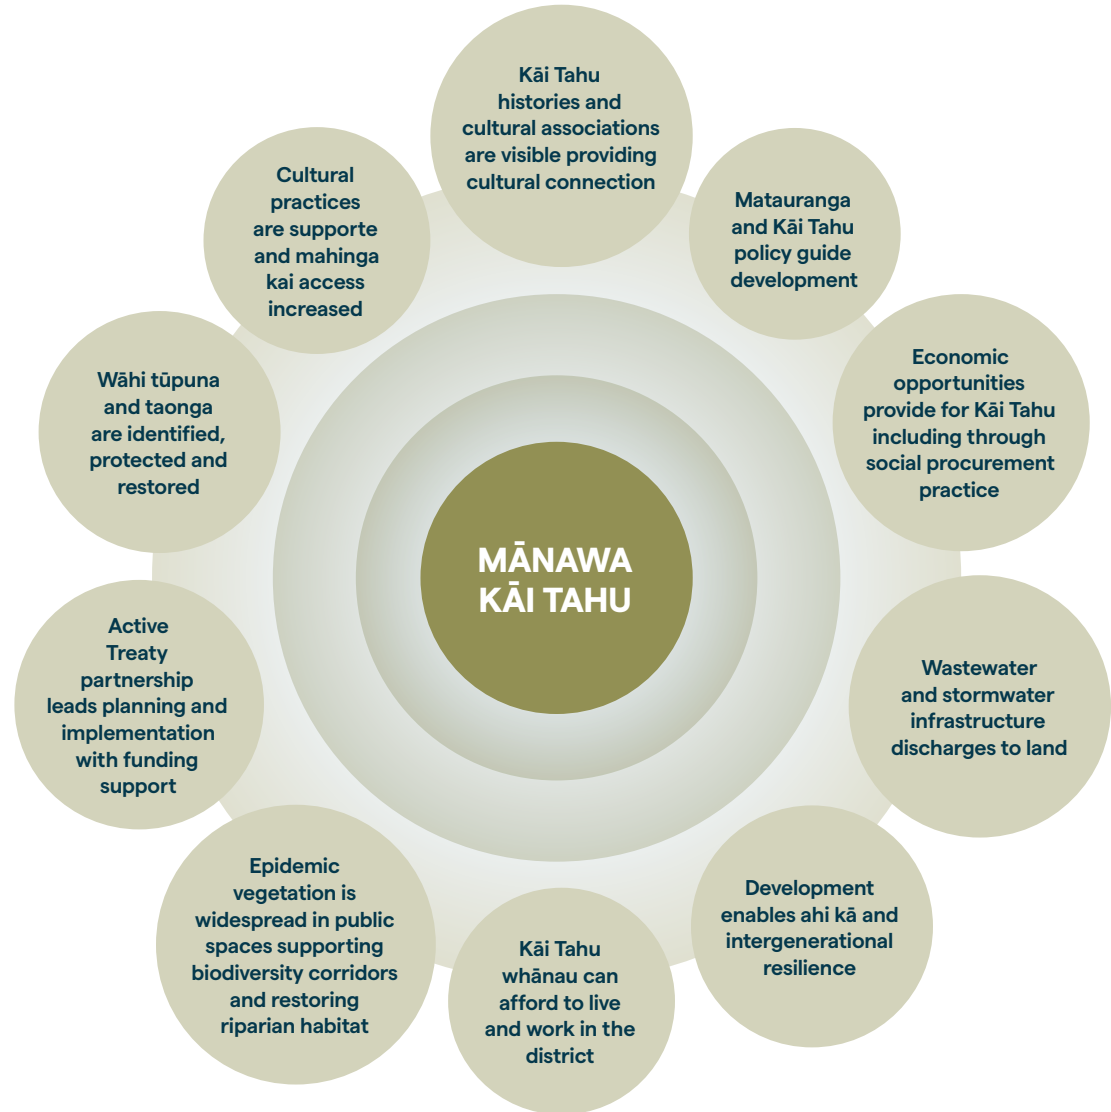 Kāi Tahu
histories and
cultural associations
are visible providing
cultural connection
Matauranga
and Kāi Tahu
policy guide
development
Economic
opportunities
provide for Kāi Tahu
including through
social procurement
practice
Wastewater
and stormwater
infrastructure
discharges to land
Development
enables ahi kā and
intergenerational
resilience
Kāi Tahu
whānau can
afford to live
and work in the
district
Epidemic
vegetation is
widespread in public
spaces supporting
biodiversity corridors
and restoring
riparian habitat
Active
Treaty
partnership
leads planning and
implementation
with funding
support
Wāhi tūpuna
and taonga
are identified,
protected and
restored
Cultural
practices
are supporte
and mahinga
kai access
increased
MĀNAWA
KĀI TAHU